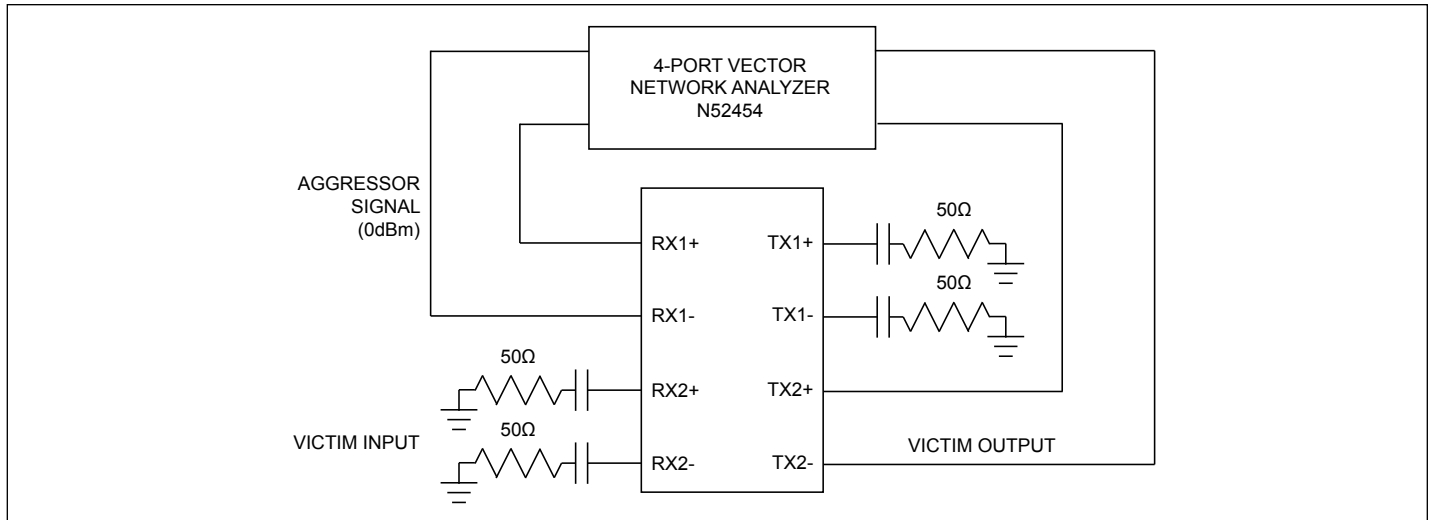 4-PORT VECTOR
NETWORK ANALYZER
N52454
AGGRESSOR
SIGNAL
(0dBm)
RX1+
TX1+
50Ω
RX1-
TX1-
50Ω
50Ω
RX2+
TX2+
VICTIM INPUT
50Ω
RX2-
TX2-
VICTIM OUTPUT